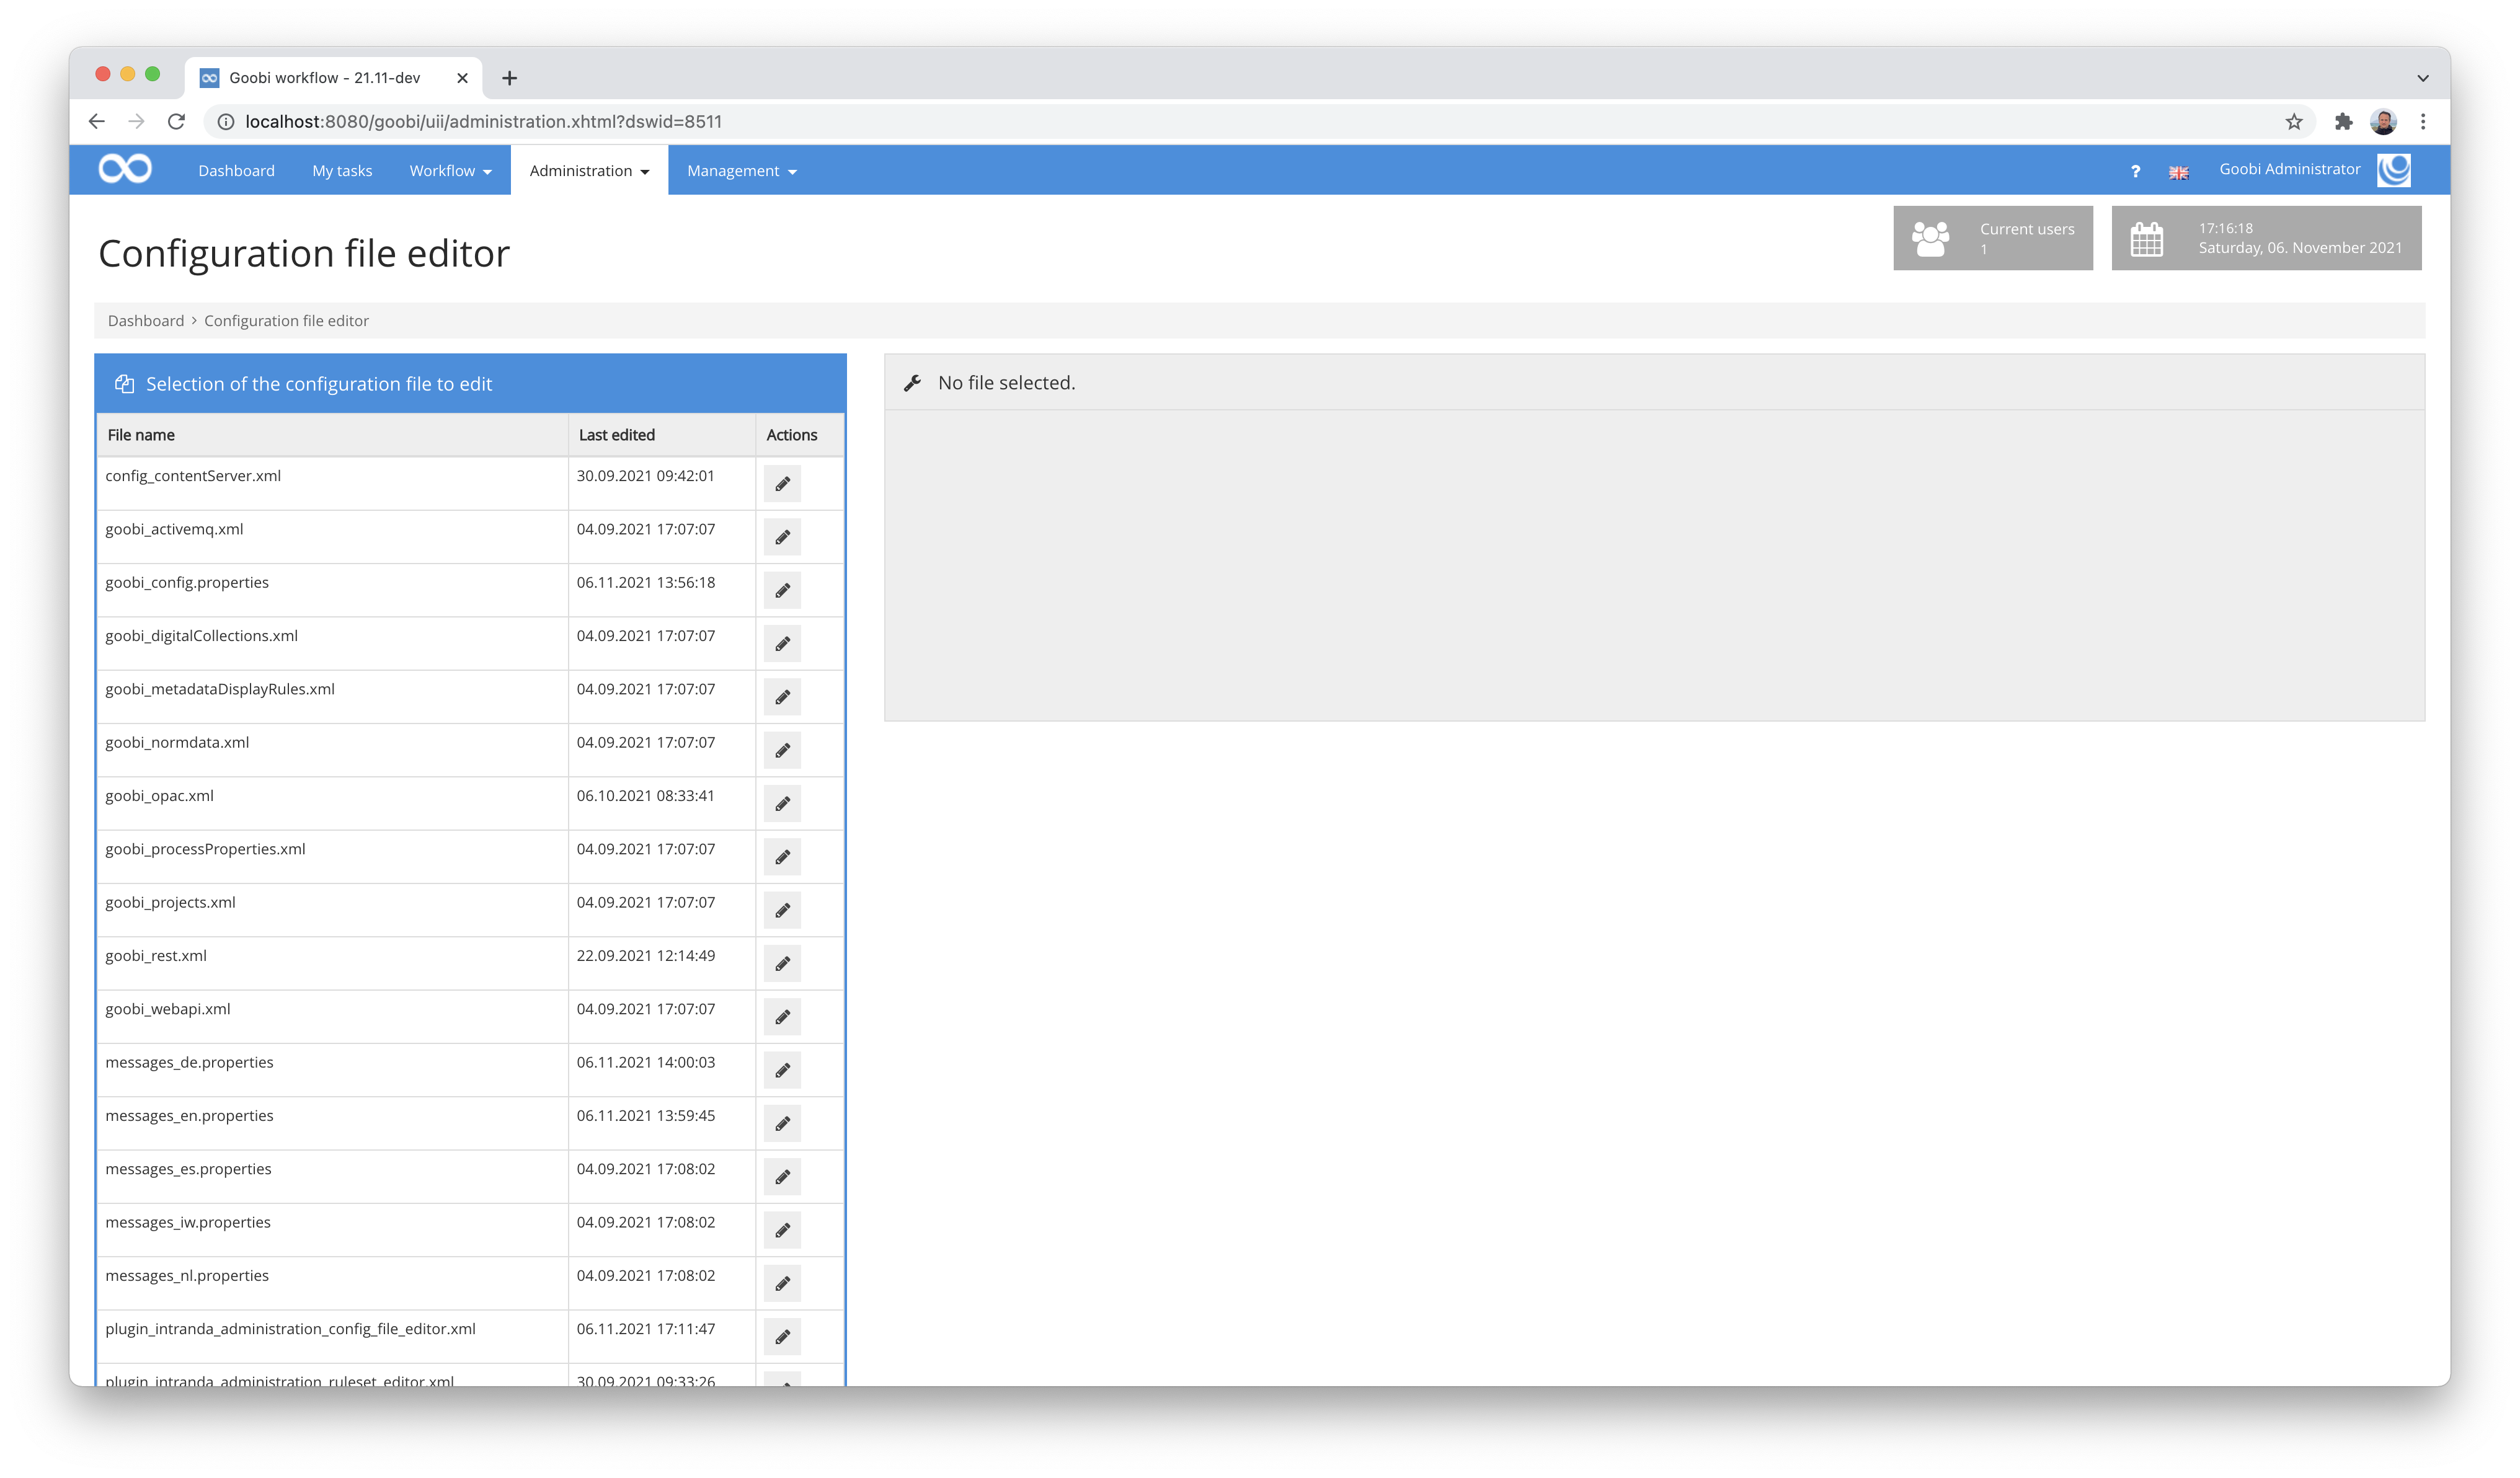 Goobi workflow - 21.11-dev
localhost:8080/goobi/uii/administration.xhtml?dswid=8511
Dashboard My tasks Workflow Administration Management ? Goobi Administrator
Configuration file editor
Current users
1
17:16:18
Saturday, 06. November 2021
Dashboard › Configuration file editor
Selection of the configuration file to edit
No file selected.
File name Last edited Actions
config_contentServer.xml 30.09.2021 09:42:01
goobi_activemq.xml 04.09.2021 17:07:07
goobi_config.properties 06.11.2021 13:56:18
goobi_digitalCollections.xml 04.09.2021 17:07:07
goobi_metadataDisplayRules.xml 04.09.2021 17:07:07
goobi_normdata.xml 04.09.2021 17:07:07
goobi_opac.xml 06.10.2021 08:33:41
goobi_processProperties.xml 04.09.2021 17:07:07
goobi_projects.xml 04.09.2021 17:07:07
goobi_rest.xml 22.09.2021 12:14:49
goobi_webapi.xml 04.09.2021 17:07:07
messages_de.properties 06.11.2021 14:00:03
messages_en.properties 06.11.2021 13:59:45
messages_es.properties 04.09.2021 17:08:02
messages_iw.properties 04.09.2021 17:08:02
messages_nl.properties 04.09.2021 17:08:02
plugin_intranda_administration_config_file_editor.xml 06.11.2021 17:11:47
plugin_intranda_administration_ruleset_editor.xml 30.09.2021 09:33:26